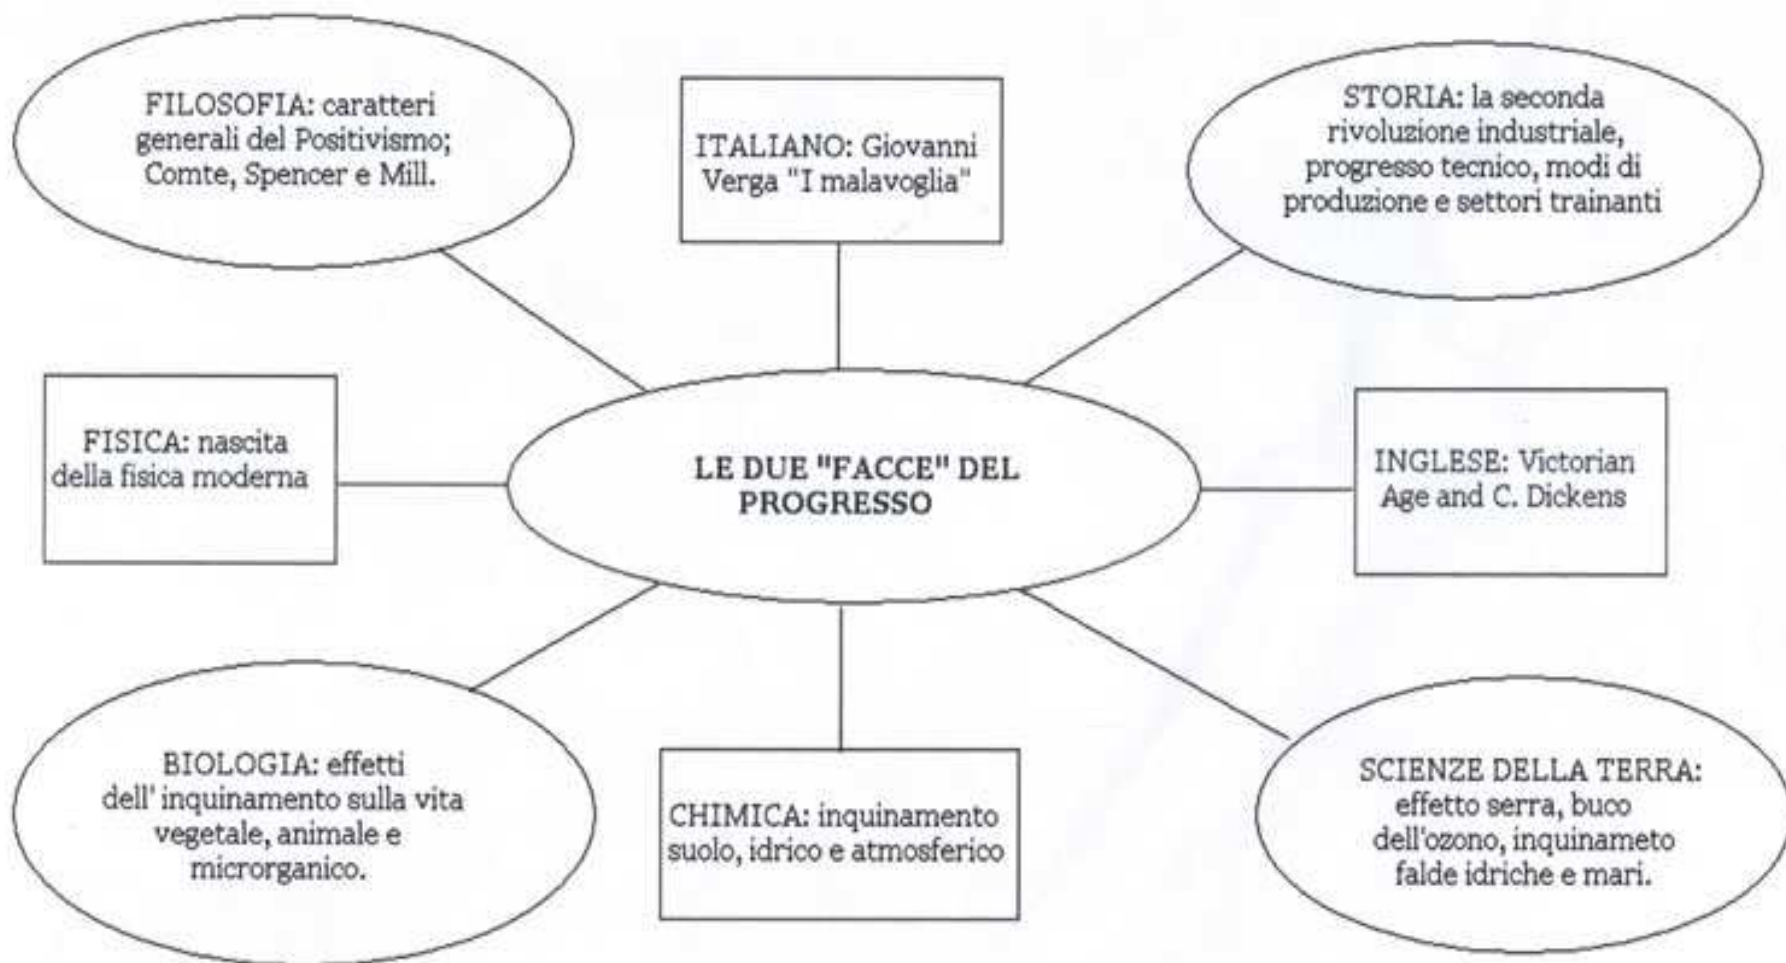 FILOSOFIA: caratteri
generali del Positivismo;
Comte, Spencer e Mill.
ITALIANO: Giovanni
Verga "I malavoglia"
STORIA: la seconda
rivoluzione industriale,
progresso tecnico, modi di
produzione e settori trainanti
FISICA: nascita
della fisica moderna
LE DUE "FACCE" DEL
PROGRESSO
INGLESE: Victorian
Age and C. Dickens
BIOLOGIA: effetti
dell' inquinamento sulla vita
vegetale, animale e
microrganico.
CHIMICA: inquinamento
suolo, idrico e atmosferico
SCIENZE DELLA TERRA:
effetto serra, buco
dell'ozono, inquinameto
falde idriche e mari.